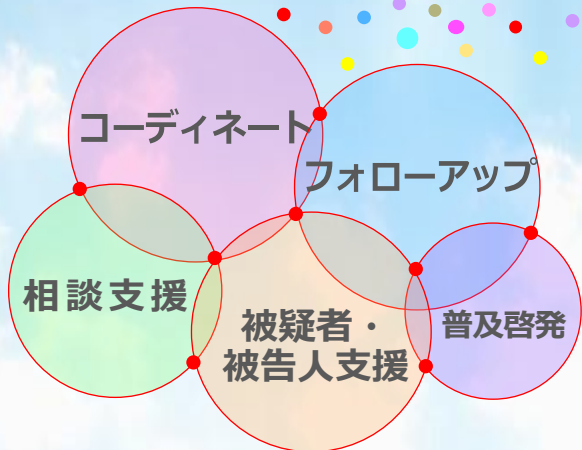 コーディネート
フォローアップ
相談支援
被疑者・
被告人支援
普及啓発